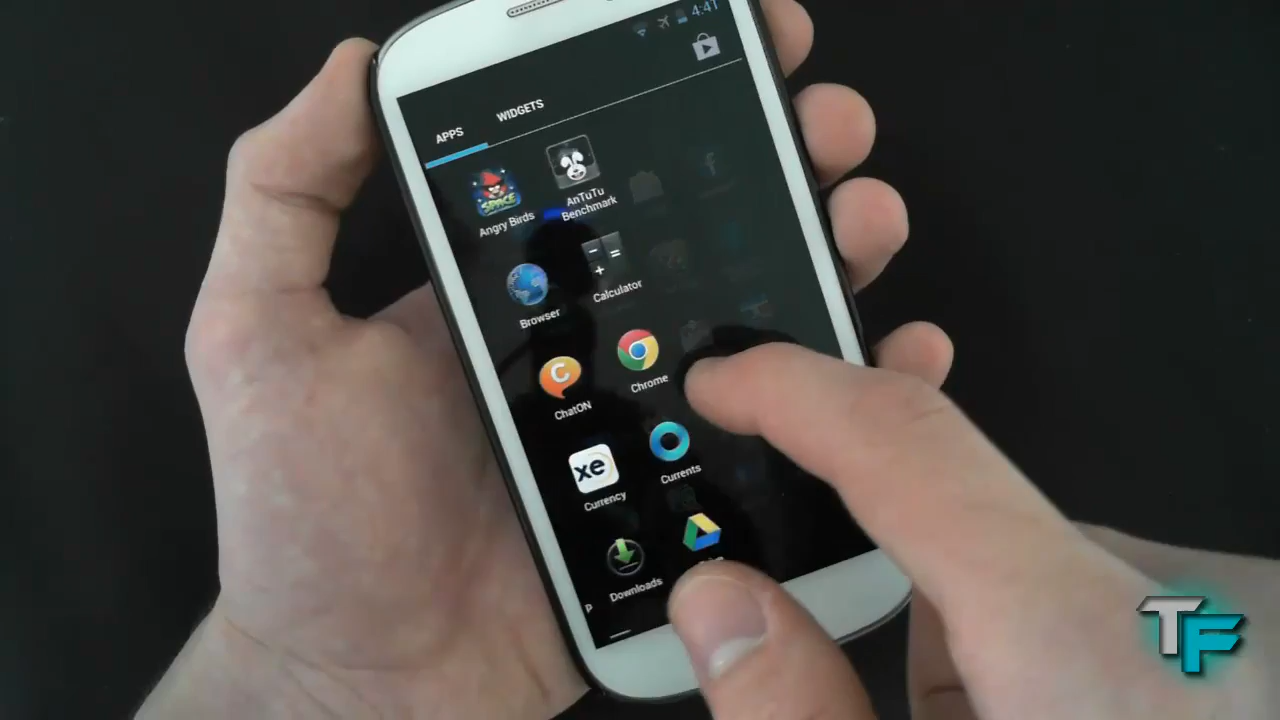 4:41
APPS WIDGETS
SPACE
Angry Birds
AnTuTu
Benchmark
Browser
Calculator
C
ChatON
Chrome
xe
Currency
Currents
Downloads
P
TF